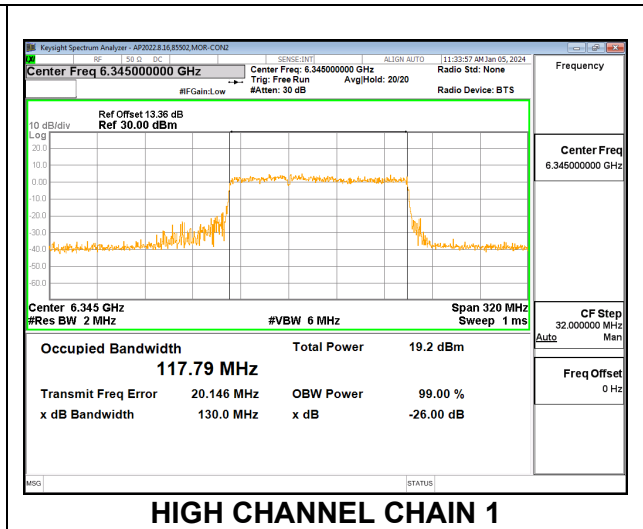 Keysight Spectrum Analyzer - AP2022.8.16,85502,MOR-CON2
RF 50 Ω DC SENSE:INT ALIGN AUTO 11:33:57 AM Jan 05, 2024
Center Freq 6.345000000 GHz Center Freq: 6.345000000 GHz Radio Std: None Frequency
Trig: Free Run Avg|Hold: 20/20
#IFGain:Low #Atten: 30 dB Radio Device: BTS
Ref Offset 13.36 dB
10 dB/div Ref 30.00 dBm
Log
20.0
10.0
0.00
-10.0
-20.0
-30.0
-40.0
-50.0
-60.0
Center Freq
6.345000000 GHz
Center 6.345 GHz Span 320 MHz
#Res BW 2 MHz #VBW 6 MHz Sweep 1 ms
CF Step
32.000000 MHz
Auto Man
Occupied Bandwidth Total Power 19.2 dBm
117.79 MHz
Freq Offset
0 Hz
Transmit Freq Error 20.146 MHz OBW Power 99.00 %
x dB Bandwidth 130.0 MHz x dB -26.00 dB
MSG STATUS
HIGH CHANNEL CHAIN 1